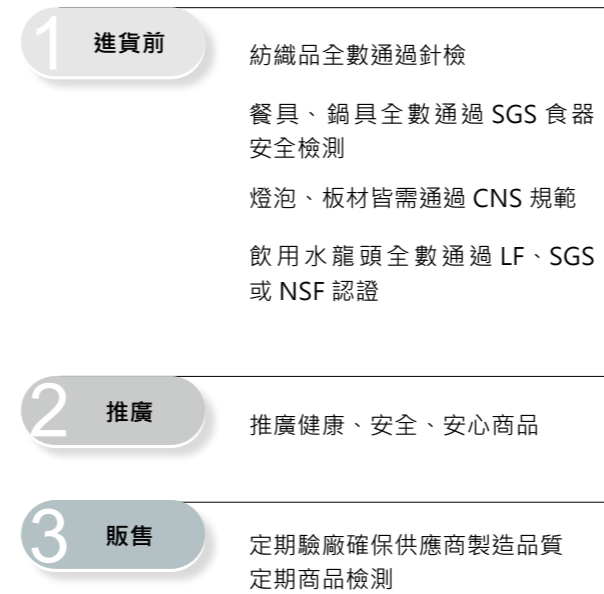 1 進貨前
紡織品全數通過針檢
餐具、鍋具全數通過 SGS 食器
安全檢測
燈泡、板材皆需通過 CNS 規範
飲用水龍頭全數通過 LF、SGS
或 NSF 認證
2 推廣
推廣健康、安全、安心商品
3 販售
定期驗廠確保供應商製造品質
定期商品檢測